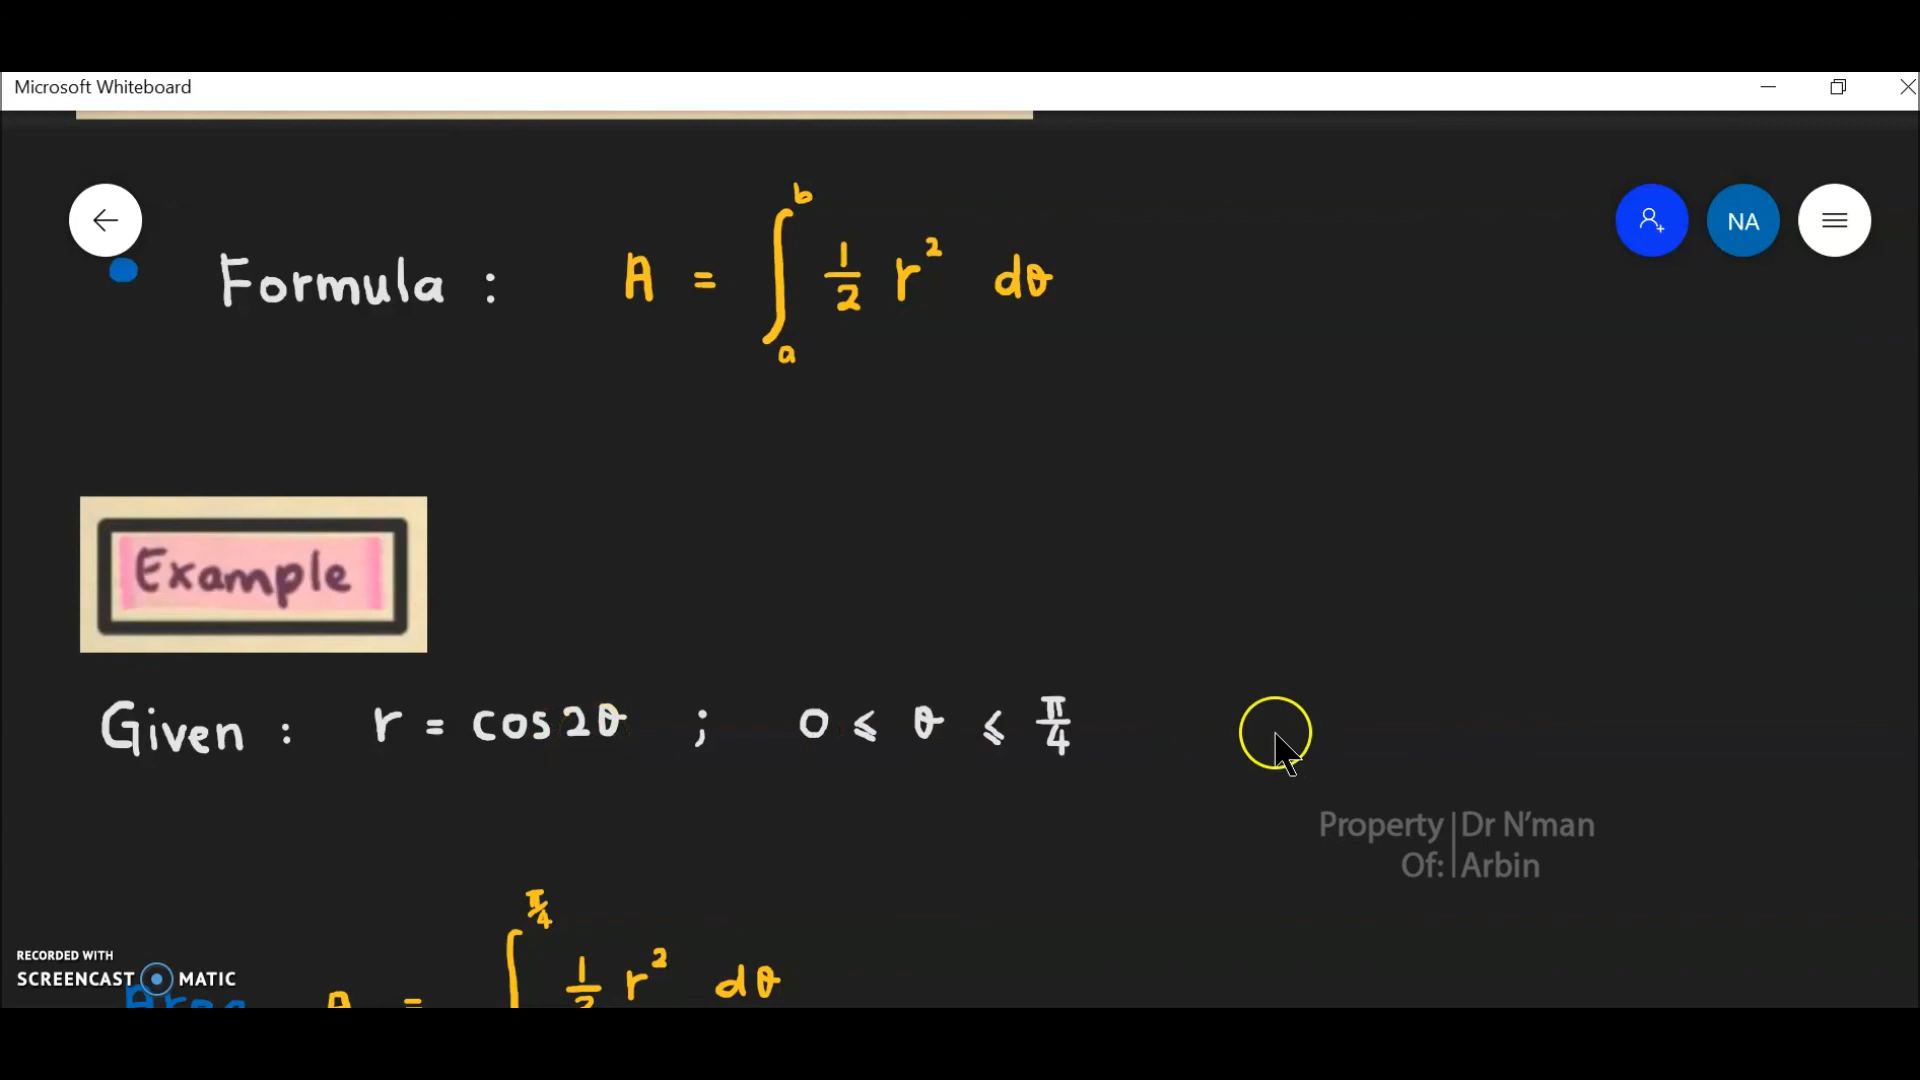 Microsoft Whiteboard
NA
Formula : A = ∫_a^b 1/2 r² dθ
Example
Given : r = cos2θ ; 0 ⩽ θ ⩽ π/4
Property | Dr N'man
Of: | Arbin
RECORDED WITH
SCREENCAST MATIC
Area A = ∫^π/4 1/2 r² dθ